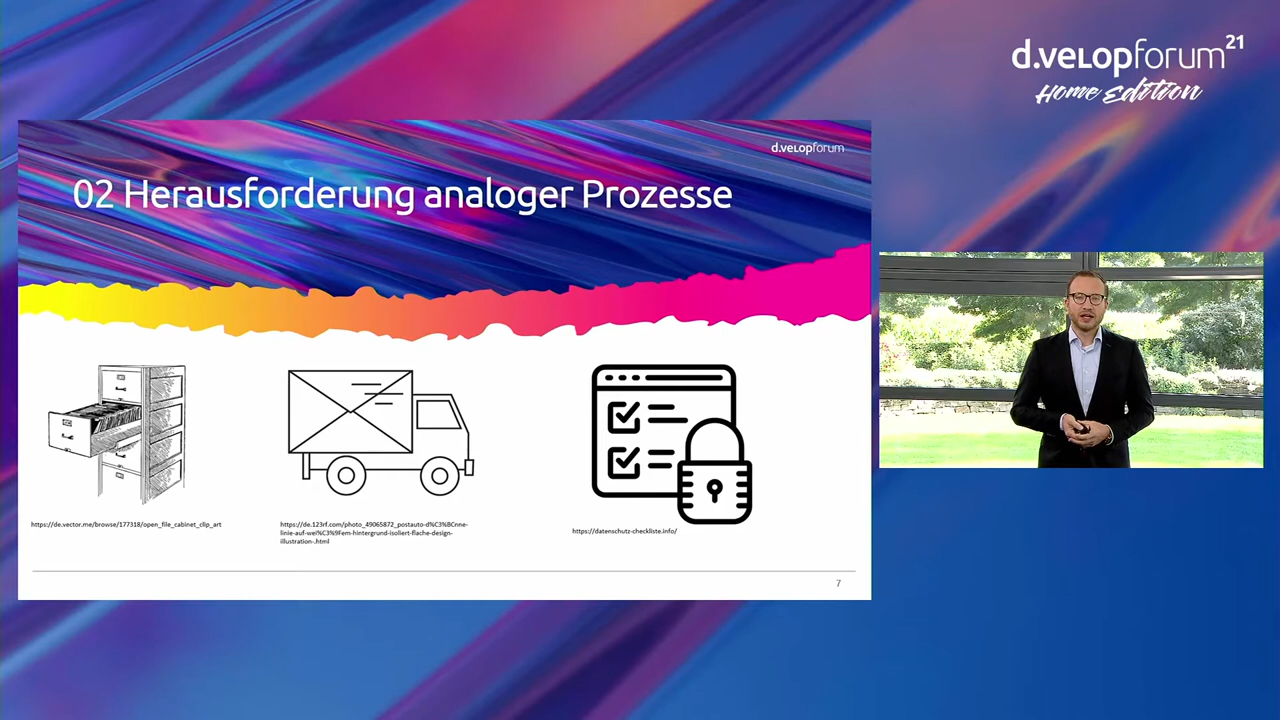 d.velopforum21
Home Edition
d.velopforum
02 Herausforderung analoger Prozesse
https://de.vector.me/browse/177318/open_file_cabinet_clip_art
https://de.123rf.com/photo_49065872_postauto-d%C3%BCnne-
linie-auf-wei%C3%9Fem-hintergrund-isoliert-flache-design-
illustration-.html
https://datenschutz-checkliste.info/
7